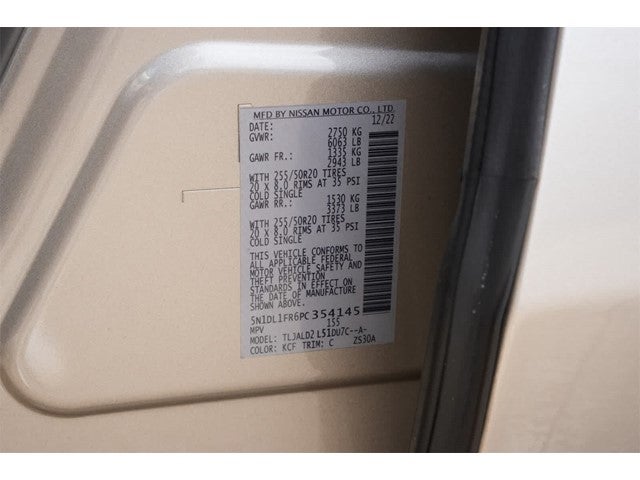 MFD BY NISSAN MOTOR CO., LTD.
DATE: 12/22
GVWR: 2750 KG
6063 LB
GAWR FR.: 1335 KG
2943 LB
WITH 255/50R20 TIRES
20 X 8.0 RIMS AT 35 PSI
COLD SINGLE
GAWR RR.: 1530 KG
3373 LB
WITH 255/50R20 TIRES
20 X 8.0 RIMS AT 35 PSI
COLD SINGLE
THIS VEHICLE CONFORMS TO
ALL APPLICABLE FEDERAL
MOTOR VEHICLE SAFETY AND
THEFT PREVENTION
STANDARDS IN EFFECT ON
THE DATE OF MANUFACTURE
SHOWN ABOVE.
5N1DL1FR6PC354145
MPV 155
MODEL: TLJALD2 L51DU7C--A-
COLOR: KCF TRIM: C ZS30A